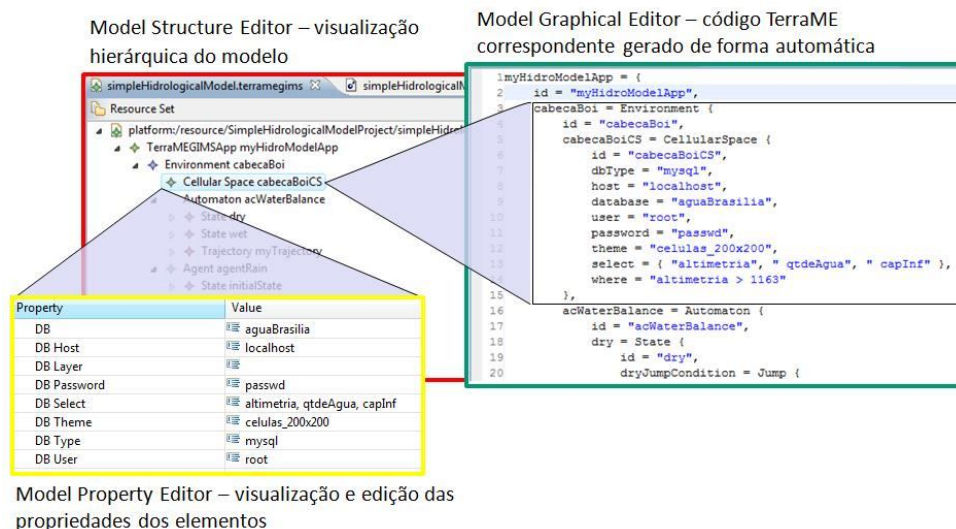 Model Structure Editor – visualização
hierárquica do modelo
Model Graphical Editor – código TerraME
correspondente gerado de forma automática
simpleHidrologicalModel.terramegims
simpleHidrologicalM
Resource Set
platform:/resource/SimpleHidrologicalModelProject/simpleHidro
TerraMEGIMSApp myHidroModelApp
Environment cabecaBoi
Cellular Space cabecaBoiCS
Automaton acWaterBalance
State dry
State wet
Trajectory myTrajectory
Agent agentRain
State initialState
1 myHidroModelApp = {
2 id = "myHidroModelApp",
3 cabecaBoi = Environment {
4 id = "cabecaBoi",
5 cabecaBoiCS = CellularSpace {
6 id = "cabecaBoiCS",
7 dbType = "mysql",
8 host = "localhost",
9 database = "aguaBrasilia",
10 user = "root",
11 password = "passwd",
12 theme = "celulas_200x200",
13 select = { "altimetria", " qtdeAgua", " capInf" },
14 where = "altimetria > 1163"
15 },
16 acWaterBalance = Automaton {
17 id = "acWaterBalance",
18 dry = State {
19 id = "dry",
20 dryJumpCondition = Jump {
Property Value
DB aguaBrasilia
DB Host localhost
DB Layer
DB Password passwd
DB Select altimetria, qtdeAgua, capInf
DB Theme celulas_200x200
DB Type mysql
DB User root
Model Property Editor – visualização e edição das
propriedades dos elementos